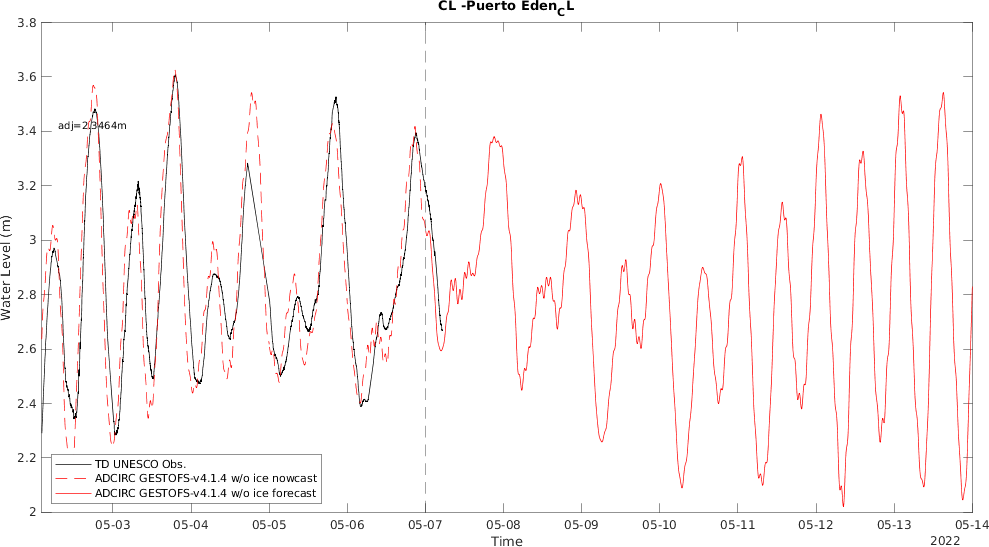 CL -Puerto Eden_CL
3.8
3.6
3.4
3.2
3
2.8
2.6
2.4
2.2
2
Water Level (m)
adj=2.3464m
TD UNESCO Obs.
ADCIRC GESTOFS-v4.1.4 w/o ice nowcast
ADCIRC GESTOFS-v4.1.4 w/o ice forecast
05-03 05-04 05-05 05-06 05-07 05-08 05-09 05-10 05-11 05-12 05-13 05-14
Time
2022